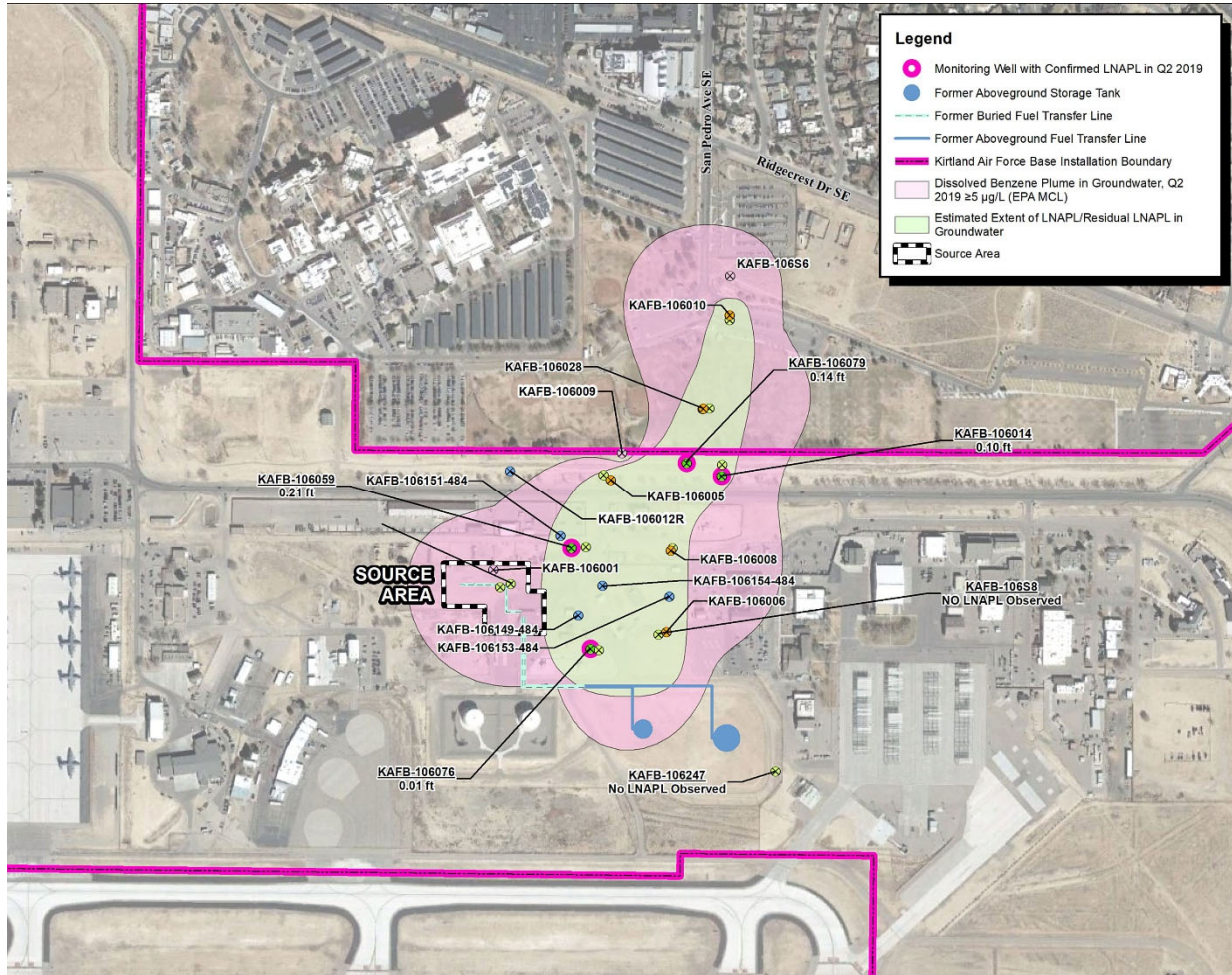 Legend
Monitoring Well with Confirmed LNAPL in Q2 2019
Former Aboveground Storage Tank
Former Buried Fuel Transfer Line
Former Aboveground Fuel Transfer Line
Kirtland Air Force Base Installation Boundary
Dissolved Benzene Plume in Groundwater, Q2
2019 ≥5 µg/L (EPA MCL)
Estimated Extent of LNAPL/Residual LNAPL in
Groundwater
Source Area
San Pedro Ave SE
Ridgecrest Dr SE
KAFB-106S6
KAFB-106010
KAFB-106028
KAFB-106079
0.14 ft
KAFB-106009
KAFB-106014
0.10 ft
KAFB-106059
0.21 ft
KAFB-106151-484
KAFB-106005
KAFB-106012R
KAFB-106008
KAFB-106001
SOURCE
AREA
KAFB-106154-484
KAFB-106006
KAFB-106S8
NO LNAPL Observed
KAFB-106149-484
KAFB-106153-484
KAFB-106076
0.01 ft
KAFB-106247
No LNAPL Observed